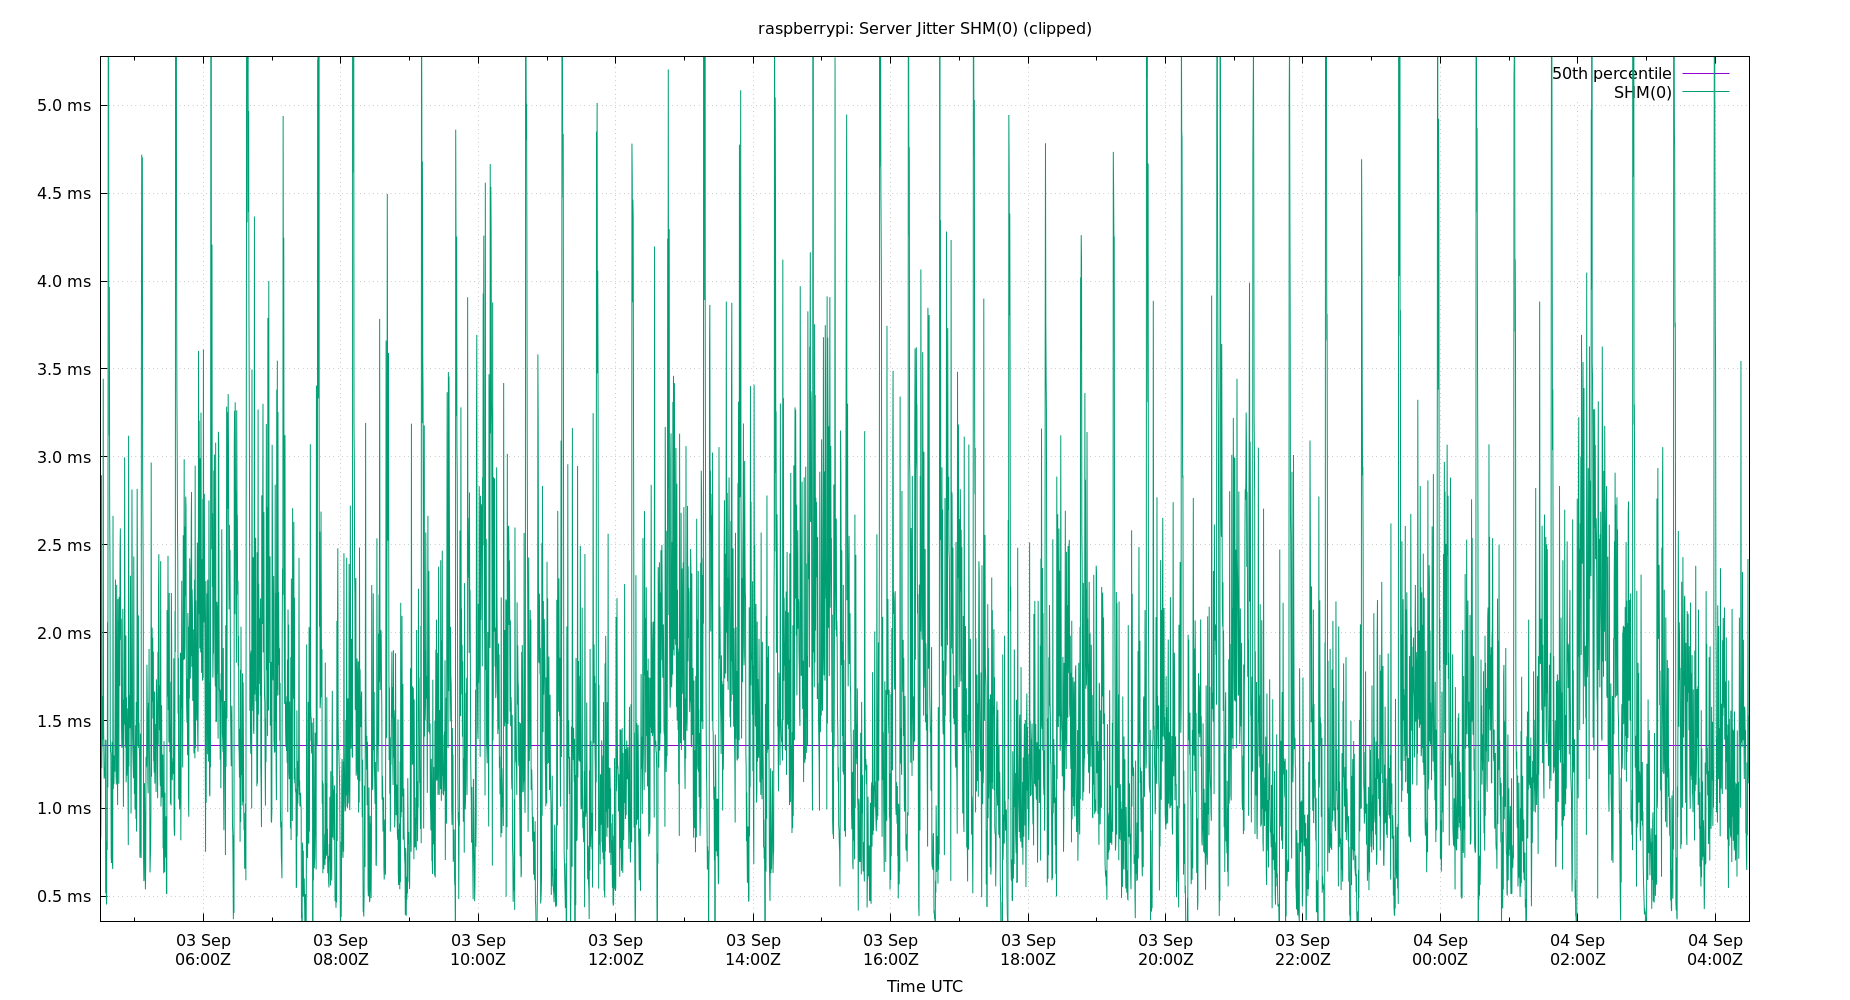 raspberrypi: Server Jitter SHM(0) (clipped)
50th percentile
SHM(0)
5.0 ms
4.5 ms
4.0 ms
3.5 ms
3.0 ms
2.5 ms
2.0 ms
1.5 ms
1.0 ms
0.5 ms
03 Sep 03 Sep 03 Sep 03 Sep 03 Sep 03 Sep 03 Sep 03 Sep 03 Sep 04 Sep 04 Sep 04 Sep
06:00Z 08:00Z 10:00Z 12:00Z 14:00Z 16:00Z 18:00Z 20:00Z 22:00Z 00:00Z 02:00Z 04:00Z
Time UTC